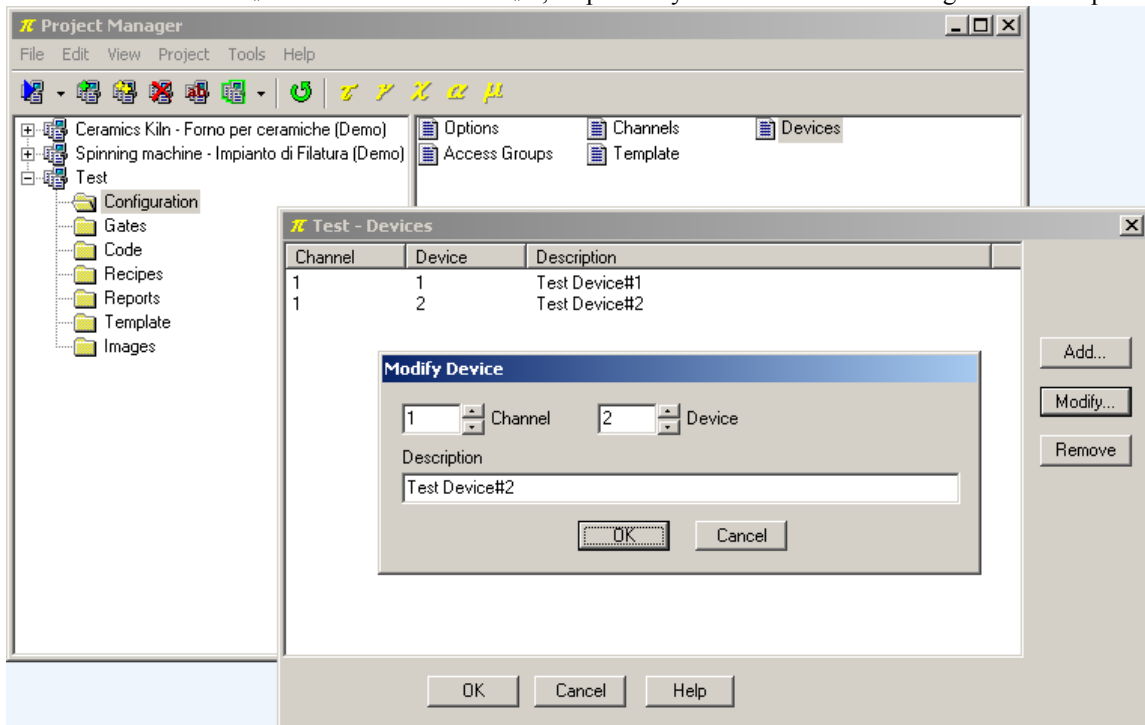 Project Manager
File Edit View Project Tools Help
Ceramics Kiln - Forno per ceramiche (Demo)
Spinning machine - Impianto di Filatura (Demo)
Test
Configuration
Gates
Code
Recipes
Reports
Template
Images
Options Channels Devices
Access Groups Template
Test - Devices
Channel Device Description
1 1 Test Device#1
1 2 Test Device#2
Add...
Modify...
Remove
Modify Device
1 Channel 2 Device
Description
Test Device#2
OK Cancel
OK Cancel Help